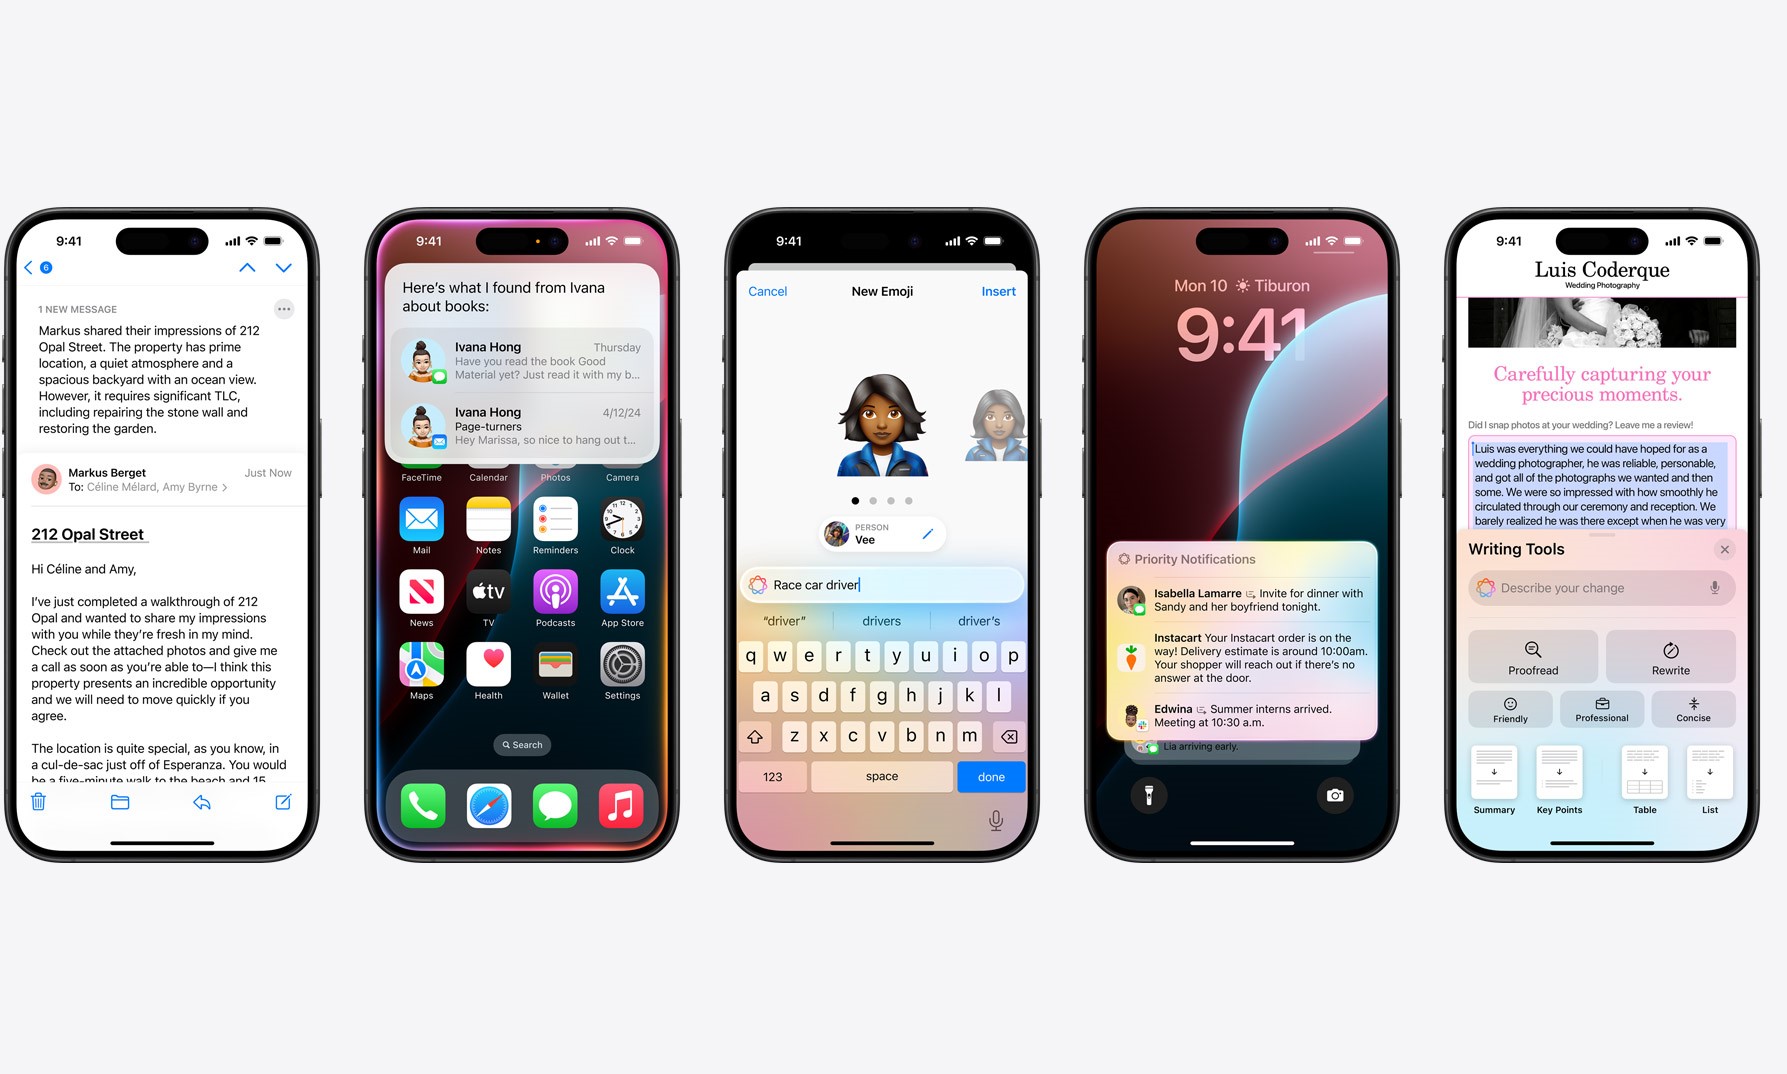 9:41
6
1 NEW MESSAGE
Markus shared their impressions of 212
Opal Street. The property has prime
location, a quiet atmosphere and a
spacious backyard with an ocean view.
However, it requires significant TLC,
including repairing the stone wall and
restoring the garden.
Markus Berget
Just Now
To: Céline Mélard, Amy Byrne >
212 Opal Street
Hi Céline and Amy,
I've just completed a walkthrough of 212
Opal and wanted to share my impressions
with you while they're fresh in my mind.
Check out the attached photos and give me
a call as soon as you're able to—I think this
property presents an incredible opportunity
and we will need to move quickly if you
agree.
The location is quite special, as you know, in
a cul-de-sac just off of Esperanza. You would
be a five-minute walk to the beach and 15
9:41
Here's what I found from Ivana
about books:
Ivana Hong
Thursday
Have you read the book Good
Material yet? Just read it with my b...
Ivana Hong
4/12/24
Page-turners
Hey Marissa, so nice to hang out t...
FaceTime Calendar Photos Camera
Mail Notes Reminders Clock
tv
News TV Podcasts App Store
Maps Health Wallet Settings
Search
9:41
Cancel New Emoji Insert
PERSON
Vee
Race car driver
“driver” drivers driver's
q w e r t y u i o p
a s d f g h j k l
z x c v b n m
123 space done
9:41
Mon 10 Tiburon
9:41
Priority Notifications
Isabella Lamarre Invite for dinner with
Sandy and her boyfriend tonight.
Instacart Your Instacart order is on the
way! Delivery estimate is around 10:00am.
Your shopper will reach out if there's no
answer at the door.
Edwina Summer interns arrived.
Meeting at 10:30 a.m.
Lia arriving early.
9:41
Luis Coderque
Wedding Photography
Carefully capturing your
precious moments.
Did I snap photos at your wedding? Leave me a review!
Luis was everything we could have hoped for as a
wedding photographer, he was reliable, personable,
and got all of the photographs we wanted and then
some. We were so impressed with how smoothly he
circulated through our ceremony and reception. We
barely realized he was there except when he was very
Writing Tools
Describe your change
Proofread Rewrite
Friendly Professional Concise
Summary Key Points Table List